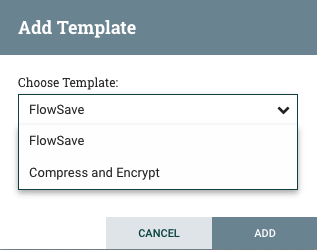 Add Template
Choose Template:
FlowSave
FlowSave
Compress and Encrypt
CANCEL
ADD